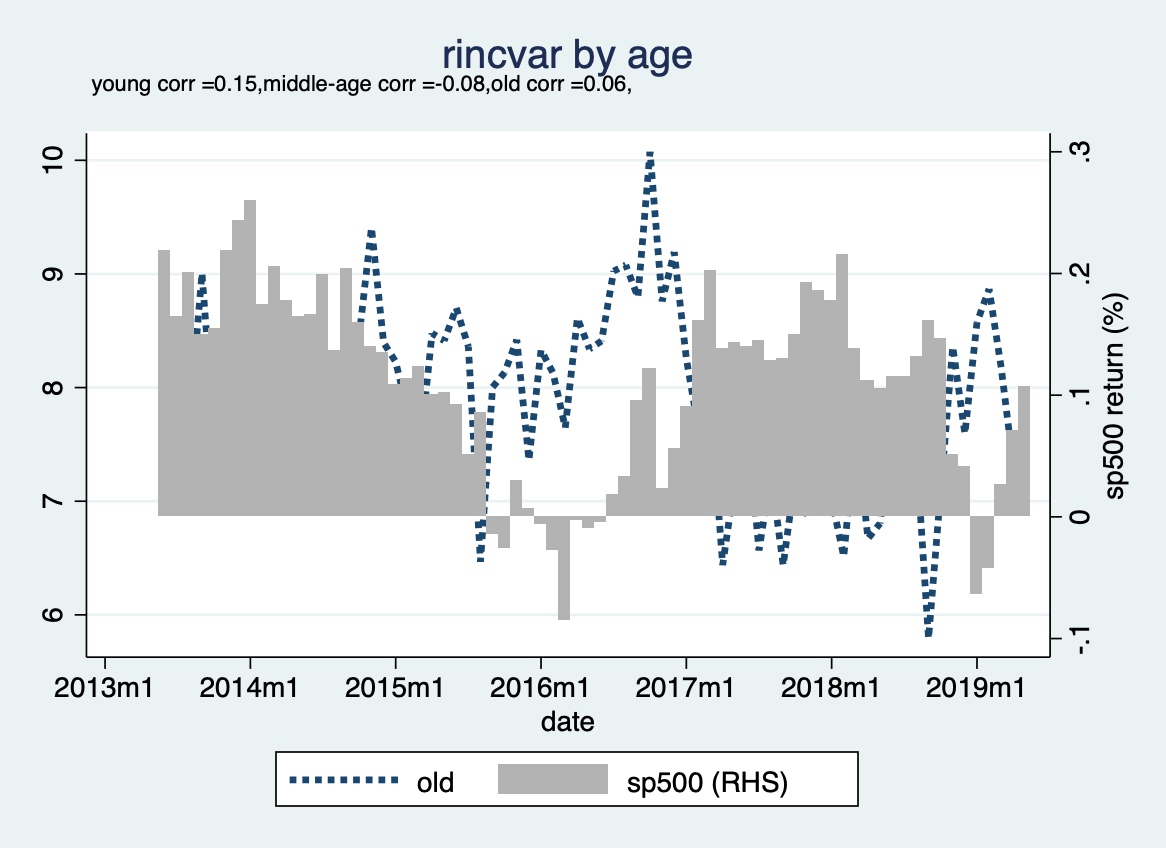 rincvar by age
young corr =0.15,middle-age corr =-0.08,old corr =0.06,
10
9
8
7
6
.3
.2
.1
0
-.1
sp500 return (%)
2013m1 2014m1 2015m1 2016m1 2017m1 2018m1 2019m1
date
old sp500 (RHS)